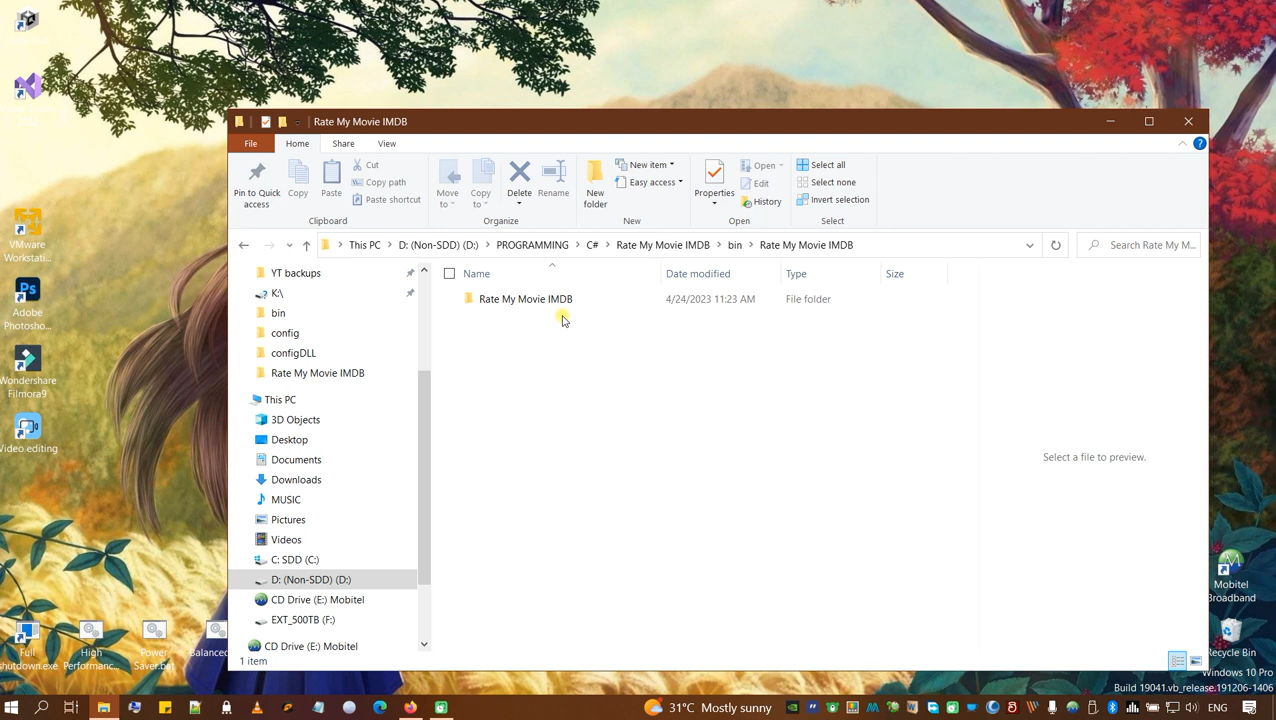 Rate My Movie IMDB
File
Home
Share
View
Pin to Quick
access
Copy
Paste
Cut
Copy path
Paste shortcut
Clipboard
Move
to
Copy
to
Delete
Rename
Organize
New
folder
New item
Easy access
New
Properties
Open
Edit
History
Open
Select all
Select none
Invert selection
Select
This PC
D: (Non-SDD) (D:)
PROGRAMMING
C#
Rate My Movie IMDB
bin
Rate My Movie IMDB
Search Rate My M...
YT backups
K:\
bin
config
configDLL
Rate My Movie IMDB
This PC
3D Objects
Desktop
Documents
Downloads
MUSIC
Pictures
Videos
C: SDD (C:)
D: (Non-SDD) (D:)
CD Drive (E:) Mobitel
EXT_500TB (F:)
CD Drive (E:) Mobitel
Name
Date modified
Type
Size
Rate My Movie IMDB
4/24/2023 11:23 AM
File folder
Select a file to preview.
1 item
VMware
Workstati...
Adobe
Photosho...
Wondershare
Filmora9
Video editing
Full
shutdown.exe
High
Performanc...
Power
Saver.bat
Balanced
Mobitel
Broadband
Recycle Bin
Windows 10 Pro
Build 19041.vb_release.191206-1406
31°C Mostly sunny
ENG